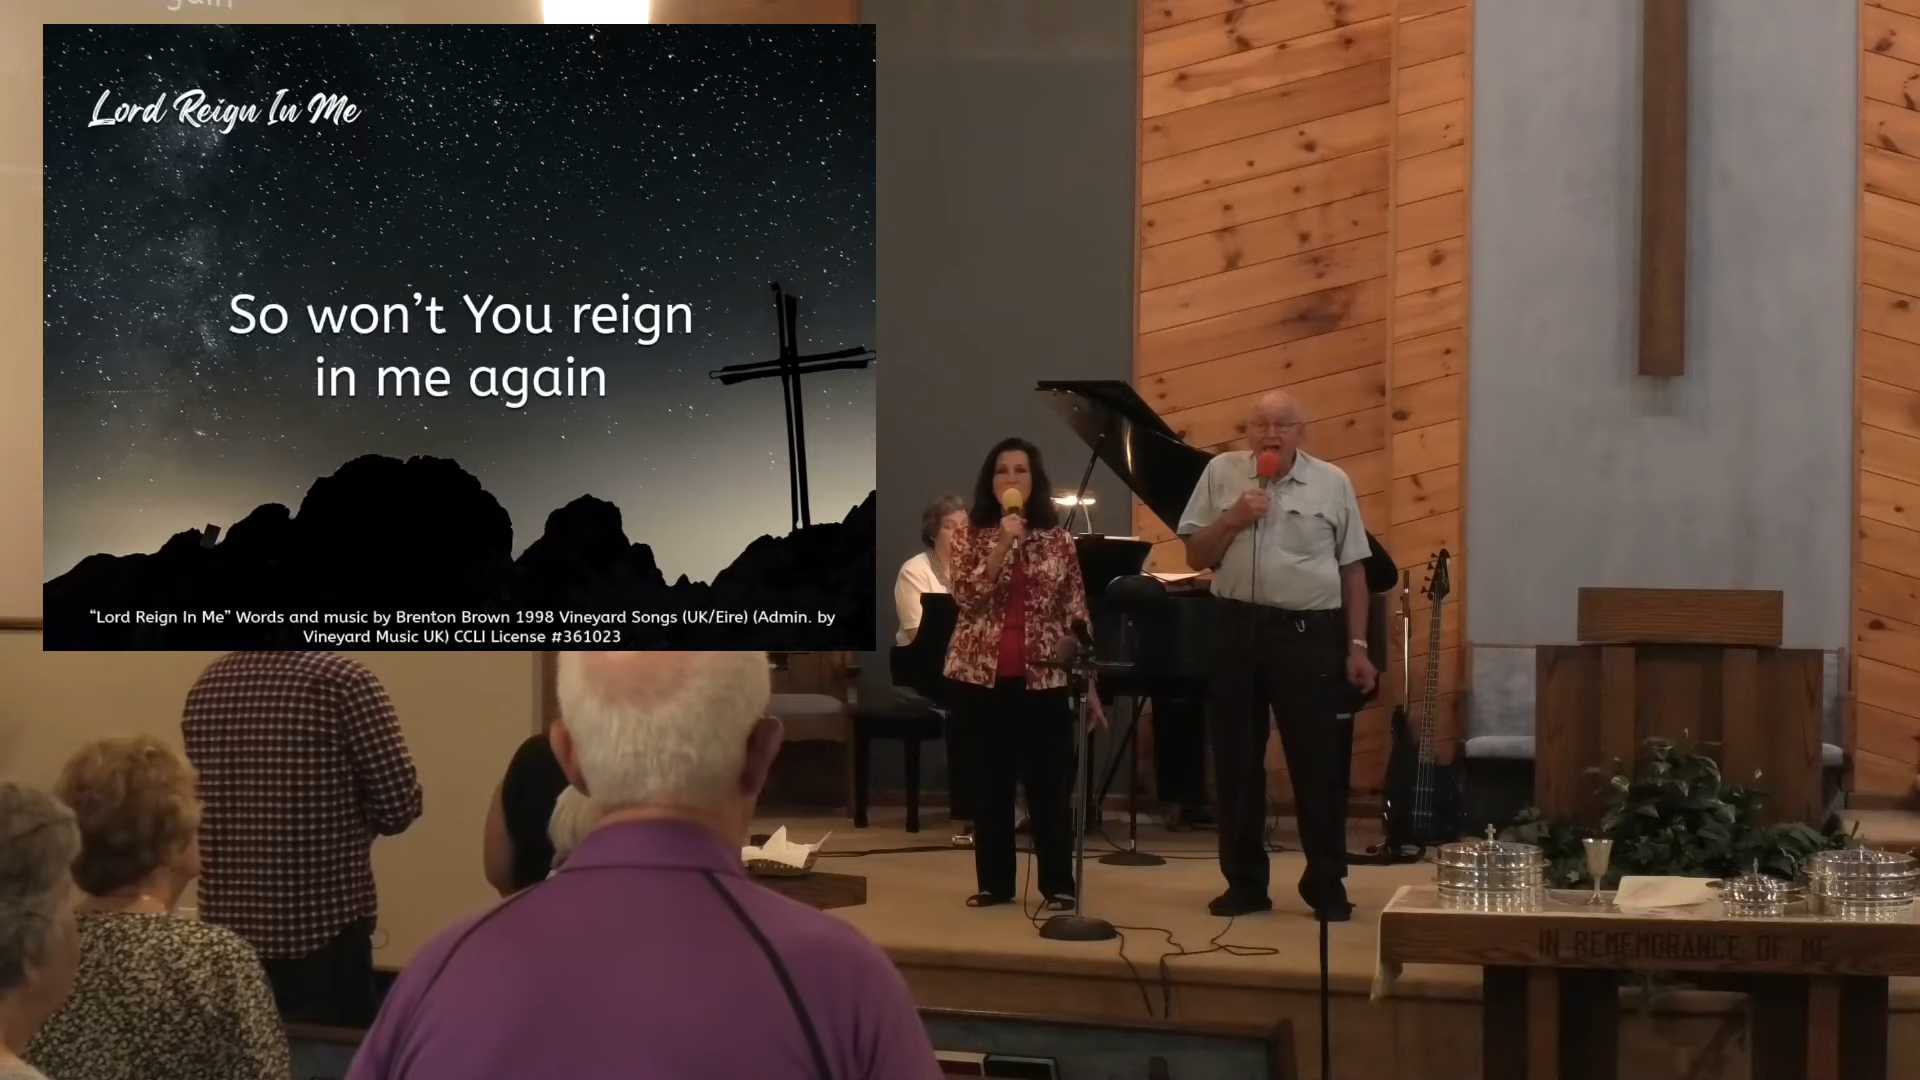 gain
Lord Reign In Me
So won’t You reign
in me again
“Lord Reign In Me” Words and music by Brenton Brown 1998 Vineyard Songs (UK/Eire) (Admin. by
Vineyard Music UK) CCLI License #361023
IN REMEMBRANCE OF ME